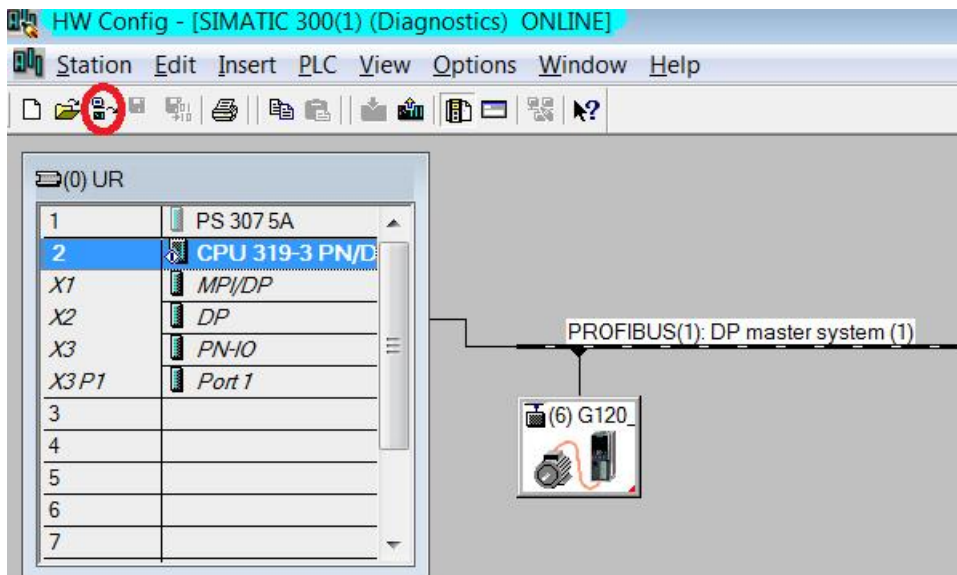 HW Config - [SIMATIC 300(1) (Diagnostics) ONLINE]
Station Edit Insert PLC View Options Window Help
(0) UR
1 PS 307 5A
2 CPU 319-3 PN/D
X1 MPI/DP
X2 DP
X3 PN-IO
X3 P1 Port 1
3
4
5
6
7
PROFIBUS(1): DP master system (1)
(6) G120_